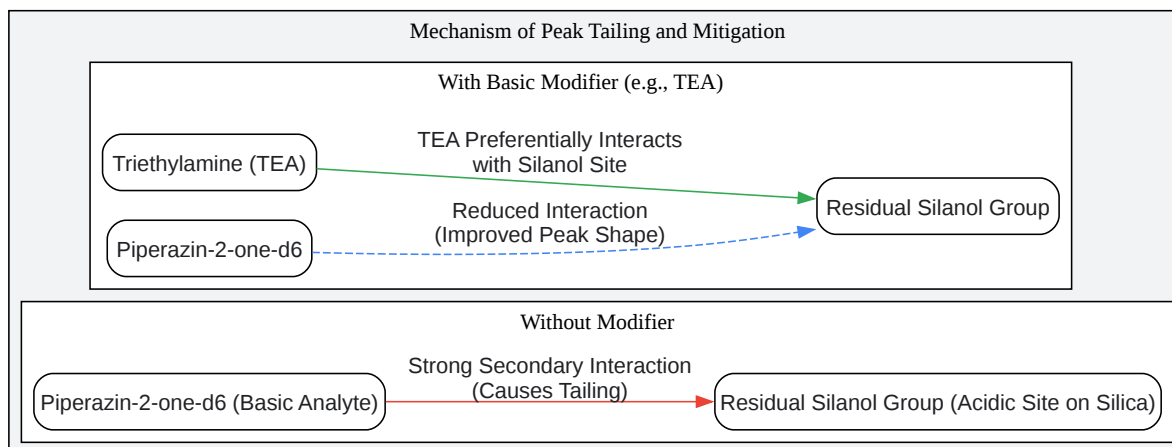 Mechanism of Peak Tailing and Mitigation
With Basic Modifier (e.g., TEA)
Triethylamine (TEA)
TEA Preferentially Interacts
with Silanol Site
Residual Silanol Group
Piperazin-2-one-d6
Reduced Interaction
(Improved Peak Shape)
Without Modifier
Piperazin-2-one-d6 (Basic Analyte)
Strong Secondary Interaction
(Causes Tailing)
Residual Silanol Group (Acidic Site on Silica)